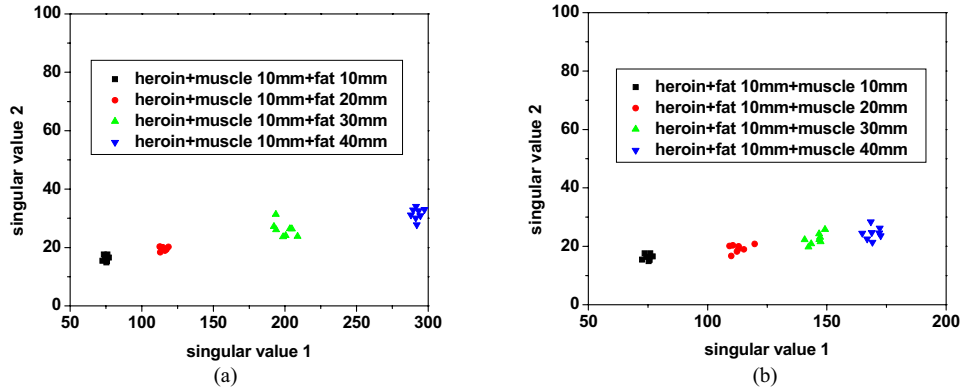 100
80
60
40
20
0
singular value 2
heroin+muscle 10mm+fat 10mm
heroin+muscle 10mm+fat 20mm
heroin+muscle 10mm+fat 30mm
heroin+muscle 10mm+fat 40mm
50 100 150 200 250 300
singular value 1
(a)
100
80
60
40
20
0
singular value 2
heroin+fat 10mm+muscle 10mm
heroin+fat 10mm+muscle 20mm
heroin+fat 10mm+muscle 30mm
heroin+fat 10mm+muscle 40mm
50 100 150 200
singular value 1
(b)